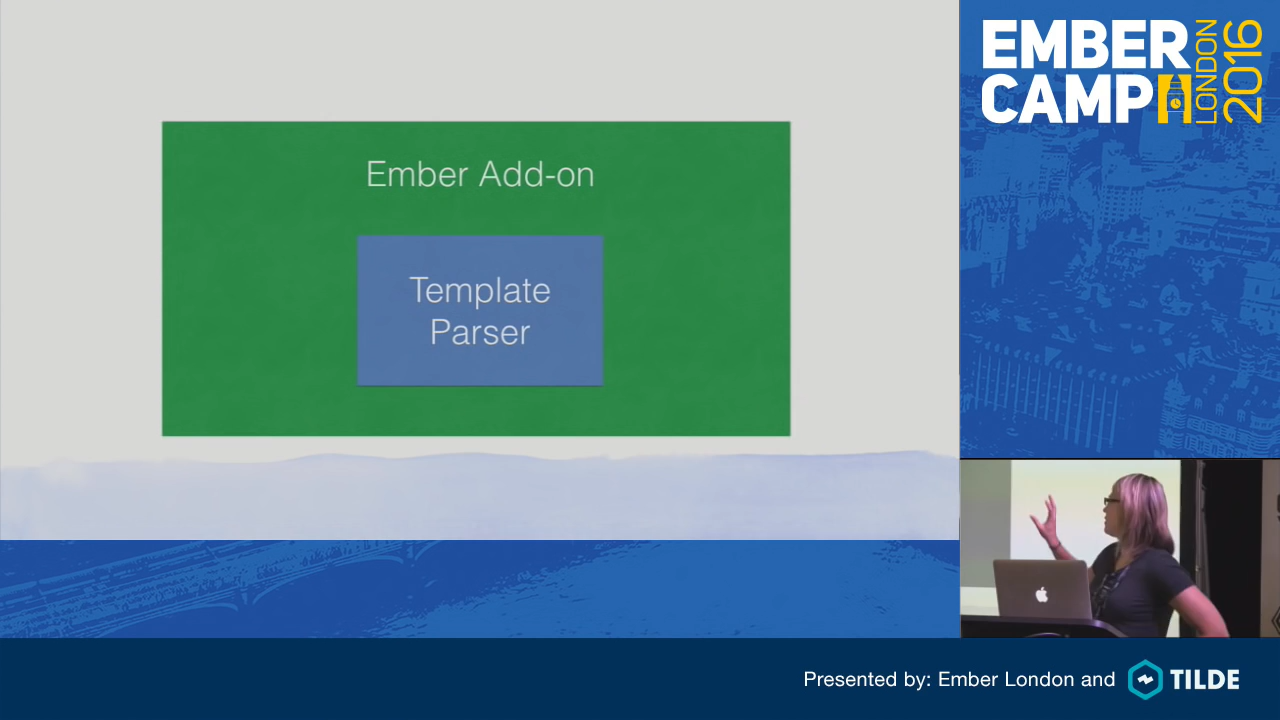 Ember Add-on
Template
Parser
EMBER
CAMP
LONDON
2016
Presented by: Ember London and TILDE